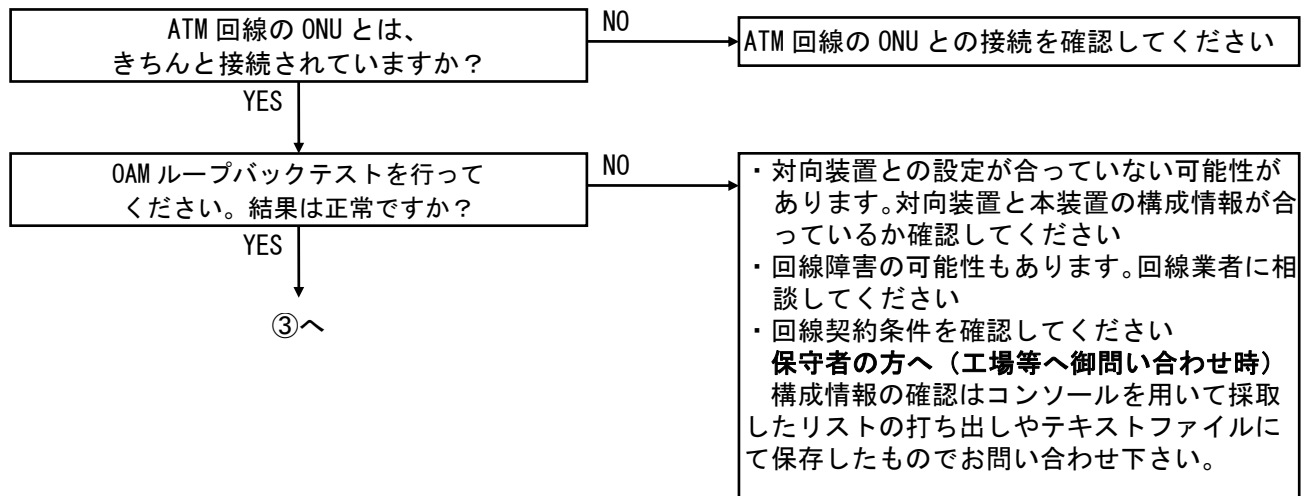 ATM 回線の ONU とは、
きちんと接続されていますか？
NO
ATM 回線の ONU との接続を確認してください
YES
OAM ループバックテストを行って
ください。結果は正常ですか？
NO
・対向装置との設定が合っていない可能性が
あります。対向装置と本装置の構成情報が合
っているか確認してください
・回線障害の可能性もあります。回線業者に相
談してください
・回線契約条件を確認してください
保守者の方へ（工場等へ御問い合わせ時）
構成情報の確認はコンソールを用いて採取
したリストの打ち出しやテキストファイルに
て保存したものでお問い合わせ下さい。
YES
③へ